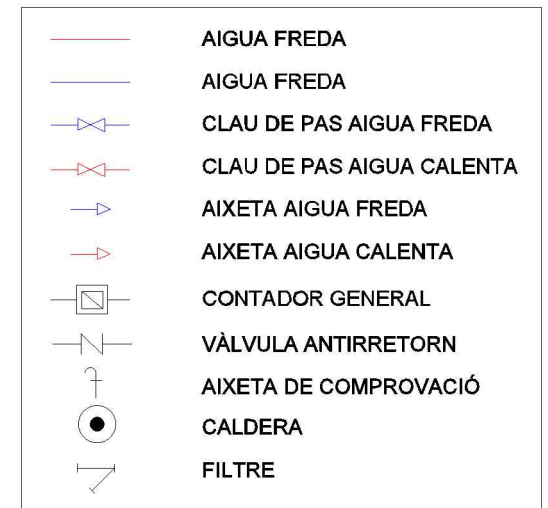 AIGUA FREDA
AIGUA FREDA
CLAU DE PAS AIGUA FREDA
CLAU DE PAS AIGUA CALENTA
AIXETA AIGUA FREDA
AIXETA AIGUA CALENTA
CONTADOR GENERAL
VÀLVULA ANTIRRETORN
AIXETA DE COMPROVACIÓ
CALDERA
FILTRE